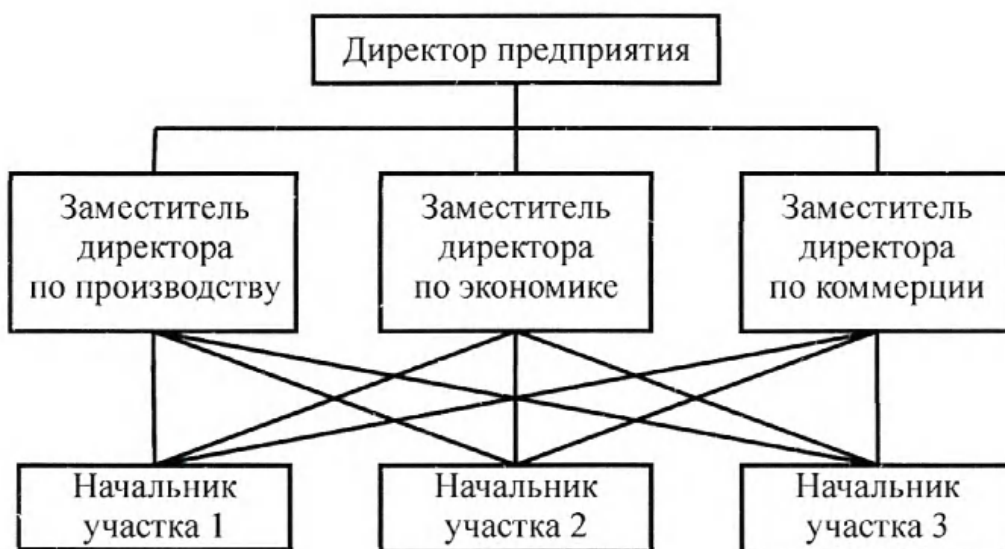 Директор предприятия
Заместитель
директора
по производству
Заместитель
директора
по экономике
Заместитель
директора
по коммерции
Начальник
участка 1
Начальник
участка 2
Начальник
участка 3